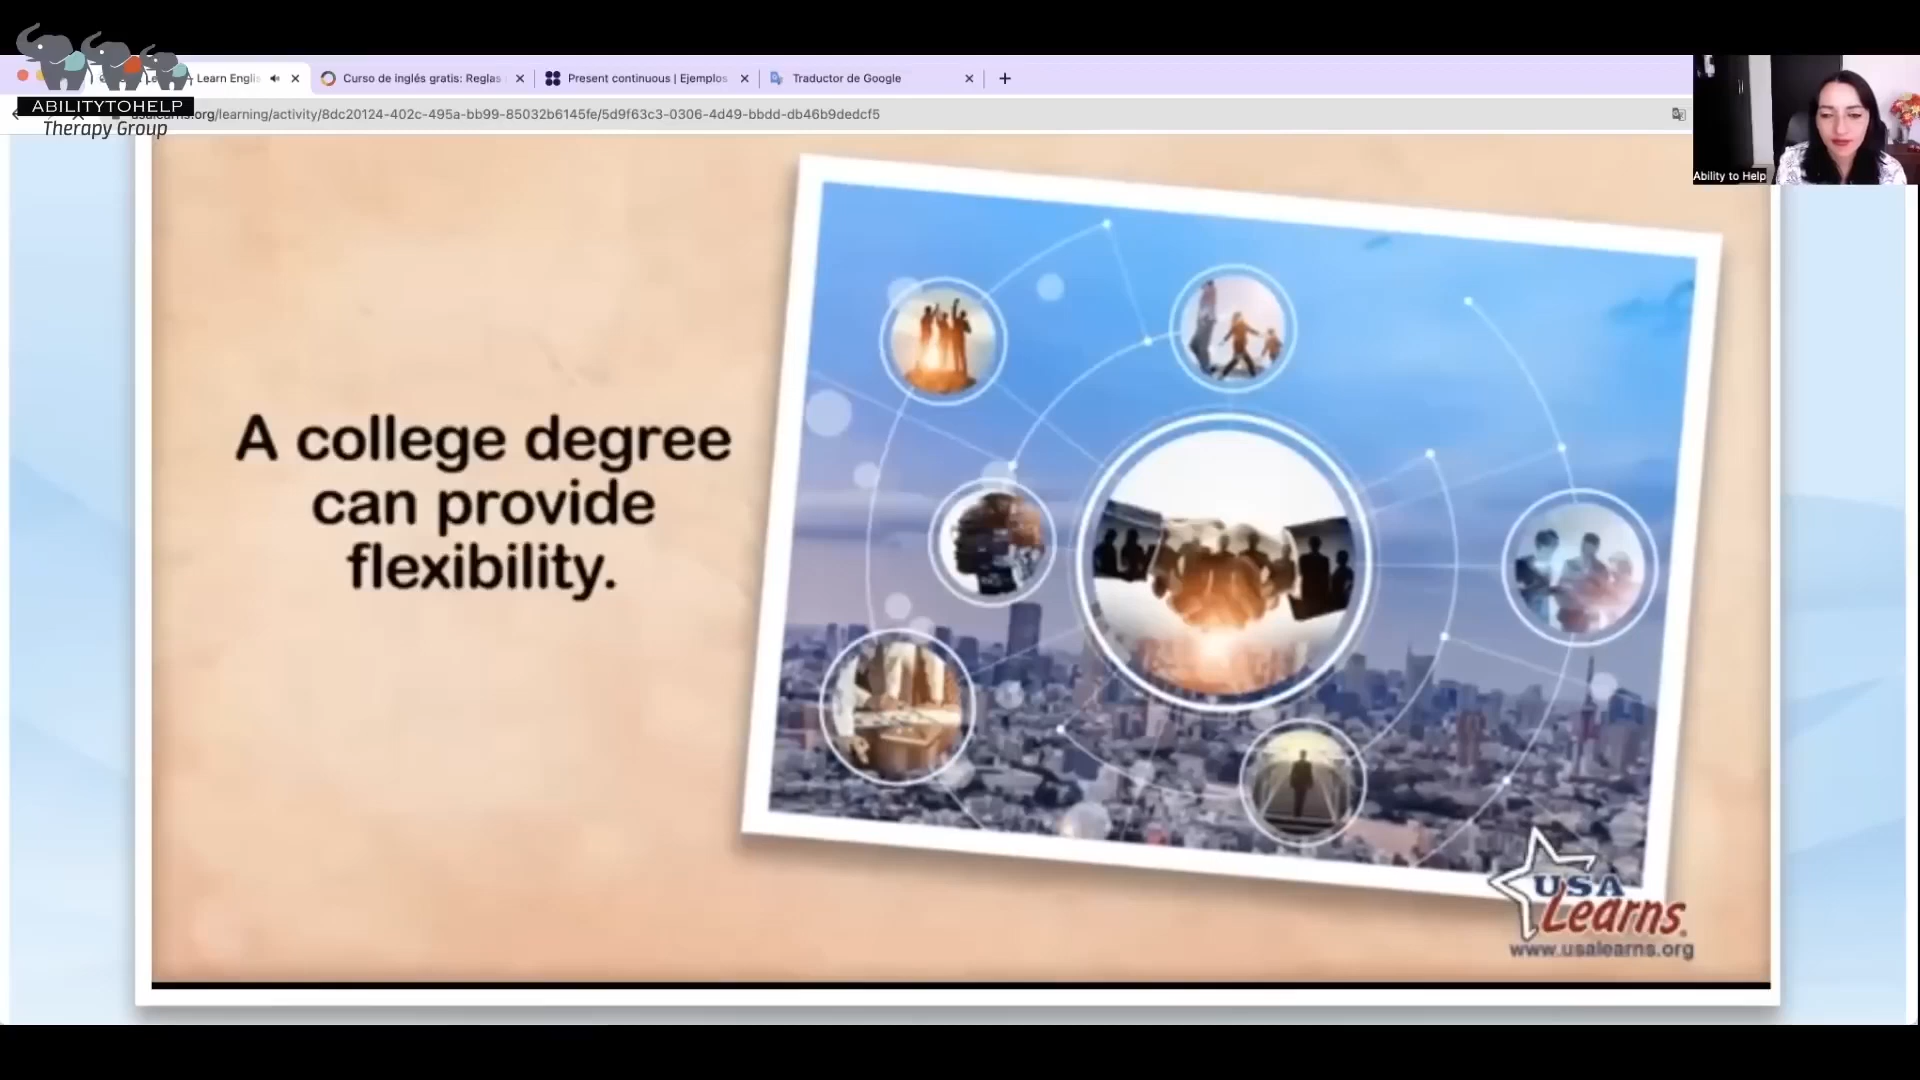 ABILITYTOHELP
Therapy Group
Learn Engli
Curso de inglés gratis: Reglas
Present continuous | Ejemplos
Traductor de Google
usalearns.org/learning/activity/8dc20124-402c-495a-bb99-85032b6145fe/5d9f63c3-0306-4d49-bbdd-db46b9dedcf5
Ability to Help
A college degree
can provide
flexibility.
USA
Learns
www.usalearns.org